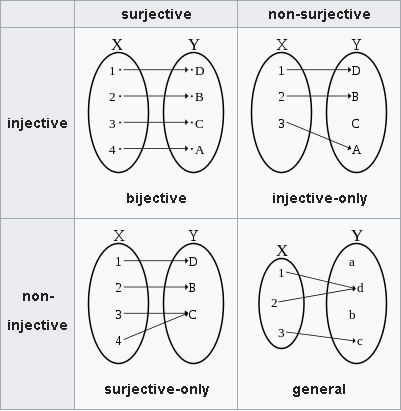 surjective non-surjective
X Y X Y
1 · · D 1 D
2 · · B 2 B
injective
3 · · C 3 C
4 · · A A
bijective injective-only
X Y Y
X
1 D a
1
2 B d
non-
2
injective
3 C b
3
4 c
surjective-only general